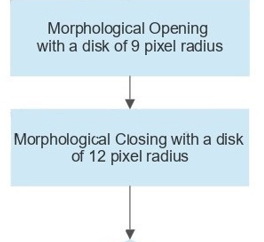 Morphological Opening
with a disk of 9 pixel radius
Morphological Closing with a disk
of 12 pixel radius